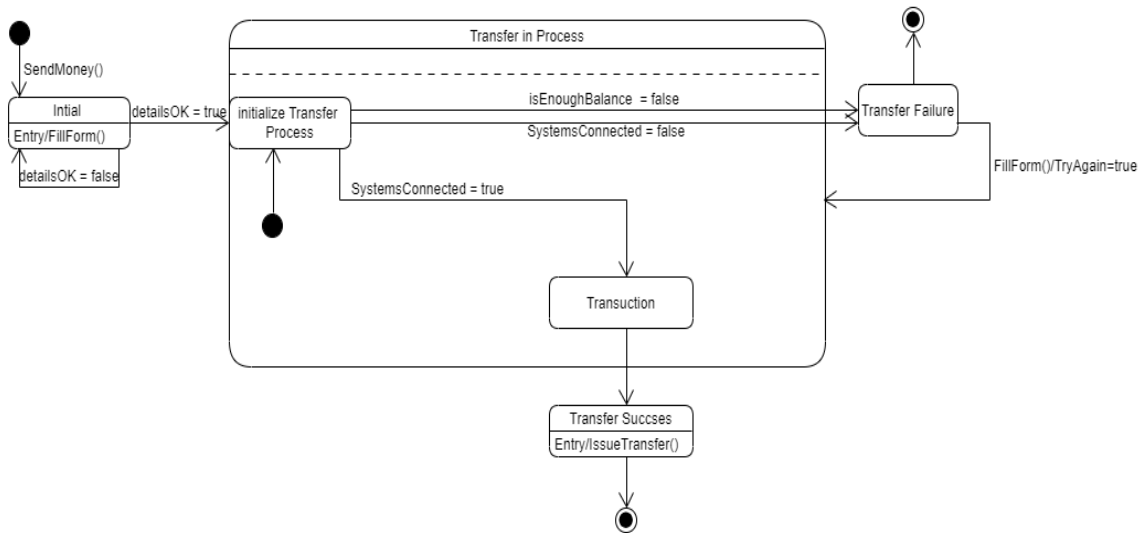 Transfer in Process
SendMoney()
Intial
Entry/FillForm()
detailsOK = true
detailsOK = false
initialize Transfer
Process
isEnoughBalance = false
SystemsConnected = false
Transfer Failure
FillForm()/TryAgain=true
SystemsConnected = true
Transuction
Transfer Succses
Entry/IssueTransfer()